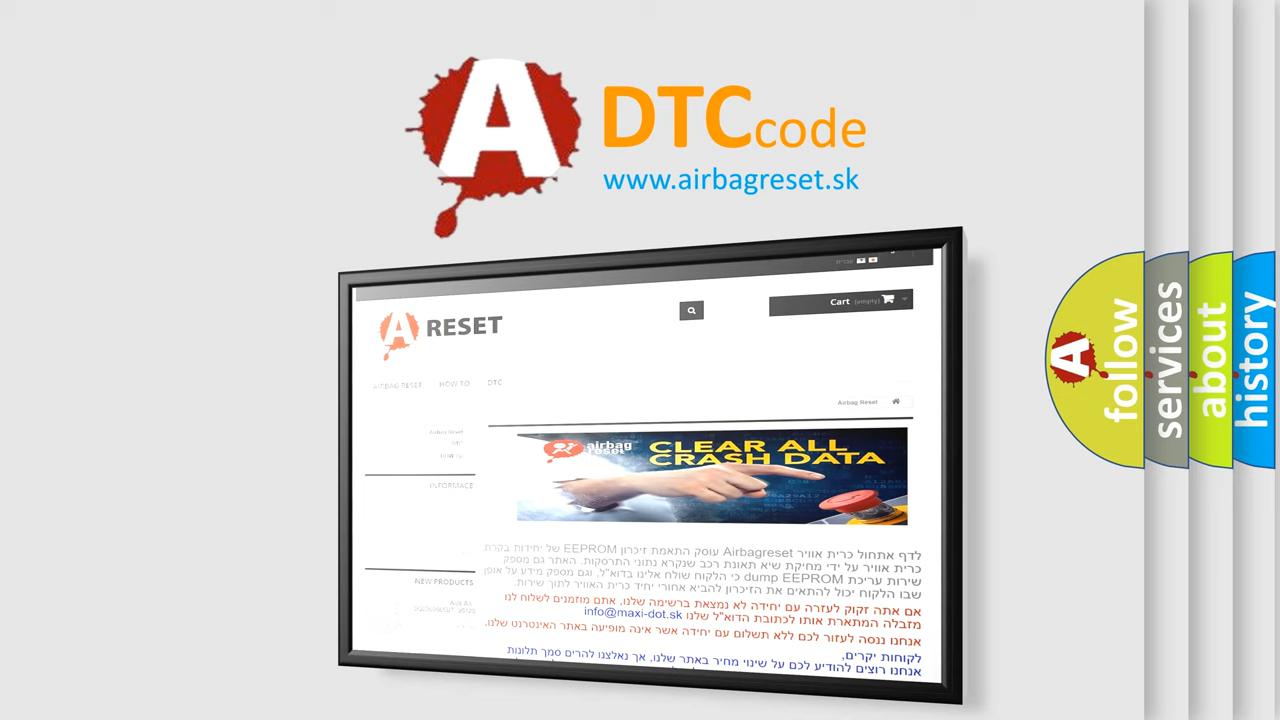 A
DTCcode
www.airbagreset.sk
עברית
Cart (empty)
A RESET
AIRBAG RESET HOW TO DTC
Airbag Reset
Airbag Reset
DTC
HOW TO
airbag
reset
CLEAR ALL
CRASH DATA
INFORMACE
לדף אתחול כרית אוויר Airbagreset עוסק התאמת זיכרון EEPROM של יחידות בקרת
כרית אוויר על ידי מחיקת שיא תאונת רכב שנקרא נתוני התרסקות. האתר גם מספק
שירות עריכת dump EEPROM כי הלקוח שולח אלינו בדוא"ל, וגם מספק מידע על אופן
שבו הלקוח יכול להתאים את הזיכרון להביא אחורי יחיד כרית האוויר לתוך שירות.
NEW PRODUCTS
אם אתה זקוק לעזרה עם יחידה לא נמצאת ברשימה שלנו, אתם מוזמנים לשלוח לנו
מזבלה המתארת אותו לכתובת הדוא"ל שלנו info@maxi-dot.sk
אנחנו ננסה לעזור לכם ללא תשלום עם יחידה אשר אינה מופיעה באתר האינטרנט שלנו.
לקוחות יקרים,
אנחנו רוצים להודיע לכם על שינוי מחיר באתר שלנו, אך נאלצנו להרים סמך תלונות
A
follow
services
about
history